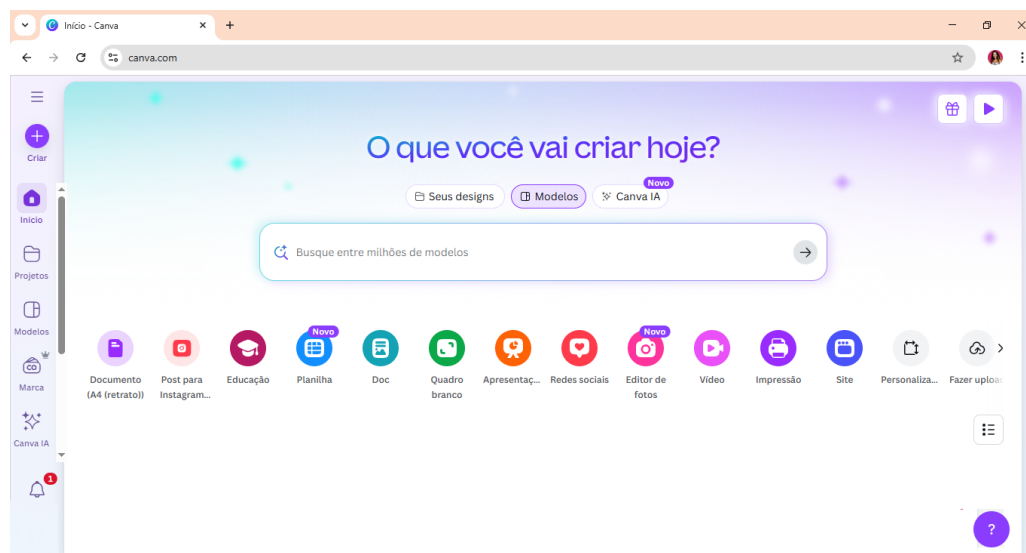 Início - Canva
canva.com
Criar
Início
Projetos
Modelos
Marca
Canva IA
1
O que você vai criar hoje?
Seus designs
Modelos
Canva IA
Novo
Busque entre milhões de modelos
Documento
(A4 (retrato))
Post para
Instagram...
Educação
Novo
Planilha
Doc
Quadro
branco
Apresentaç...
Redes sociais
Novo
Editor de
fotos
Vídeo
Impressão
Site
Personaliza...
Fazer upload
?